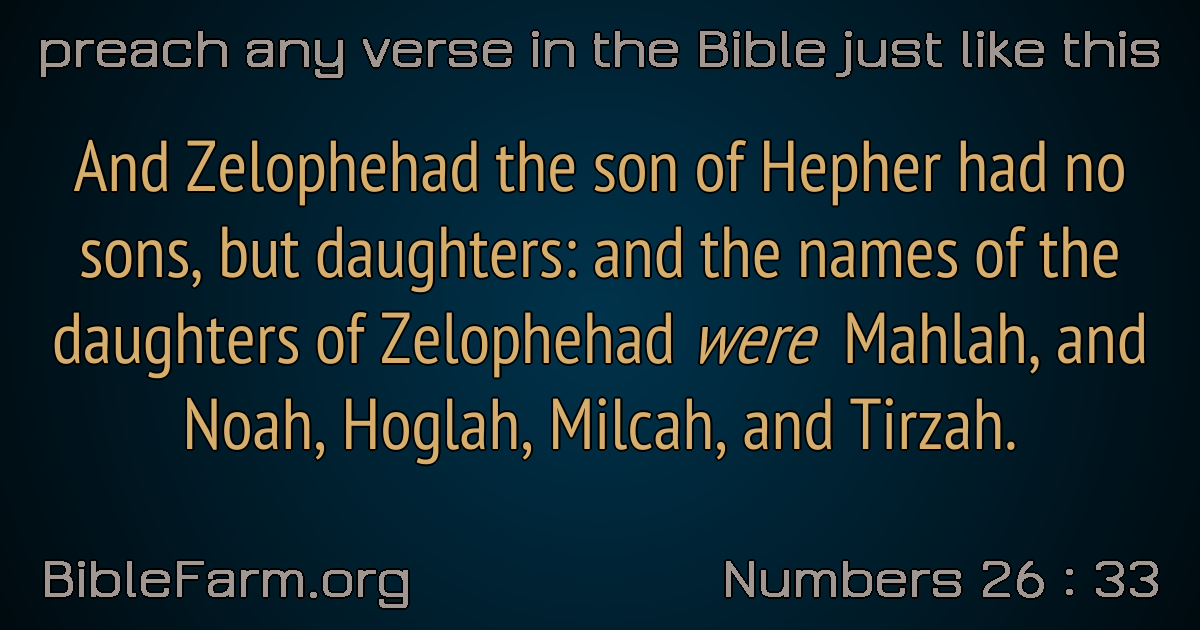 preach any verse in the Bible just like this
And Zelophehad the son of Hepher had no
sons, but daughters: and the names of the
daughters of Zelophehad were Mahlah, and
Noah, Hoglah, Milcah, and Tirzah.
BibleFarm.org
Numbers 26 : 33